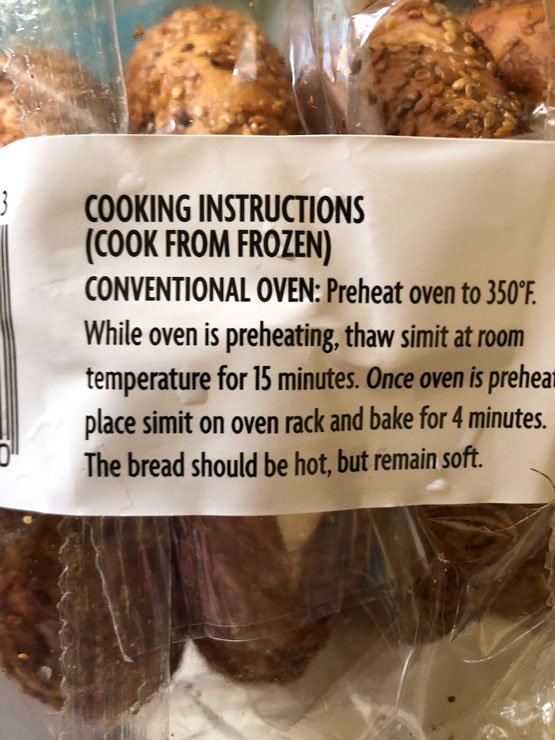 3
COOKING INSTRUCTIONS
(COOK FROM FROZEN)
CONVENTIONAL OVEN: Preheat oven to 350°F.
While oven is preheating, thaw simit at room
temperature for 15 minutes. Once oven is preheat
place simit on oven rack and bake for 4 minutes.
The bread should be hot, but remain soft.
0